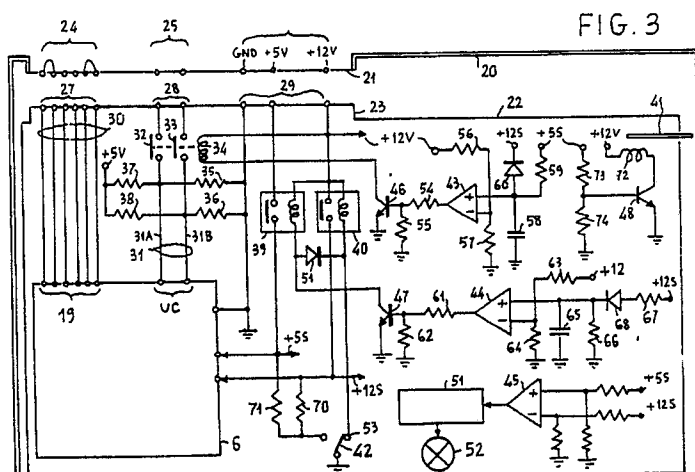 FIG. 3
24 25 GND +5V +12V 21 20
27 28 29 23 22 41
30 32 33 34 +12V 56 +12S +5S +12V
+5V 60 59 73 72
37 35 46 54 43 48
38 36 55 57 58 74
31A 31B 39 40
31 51 63 +12
47 61 44 +12S
19 UC 62 64 65 66 68 67
+5S
+12S 51 45 +5S
71 70 +12S
53
6 42 52